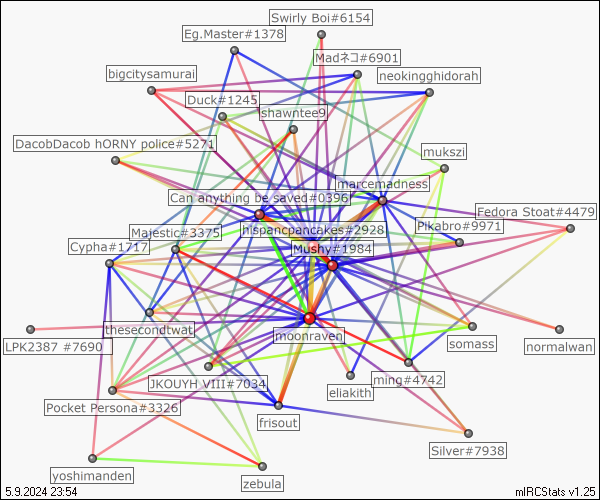 Swirly Boi#6154
Eg.Master#1378
Madネコ#6901
bigcitysamurai
neokingghidorah
Duck#1245
shawntee9
DacobDacob hORNY police#5271
mukszi
marcemadness
Can anything be saved#0396
Fedora Stoat#4479
Pikabro#9971
hispancpancakes#2928
Majestic#3375
Cypha#1717
Mushy#1984
thesecondtwat
moonraven
LPK2387 #7690
somass
normalwan
JKOUYH VIII#7034
ming#4742
eliakith
Pocket Persona#3326
frisout
Silver#7938
yoshimanden
zebula
5.9.2024 23:54
mIRCStats v1.25